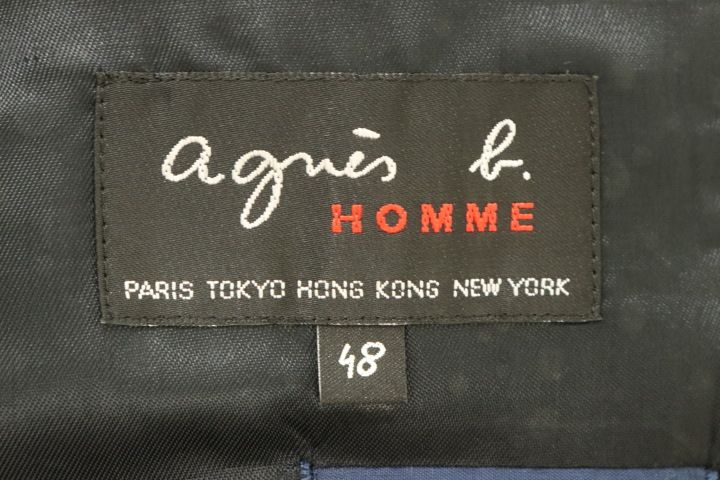 agnès b.
HOMME
PARIS TOKYO HONG KONG NEW YORK
48